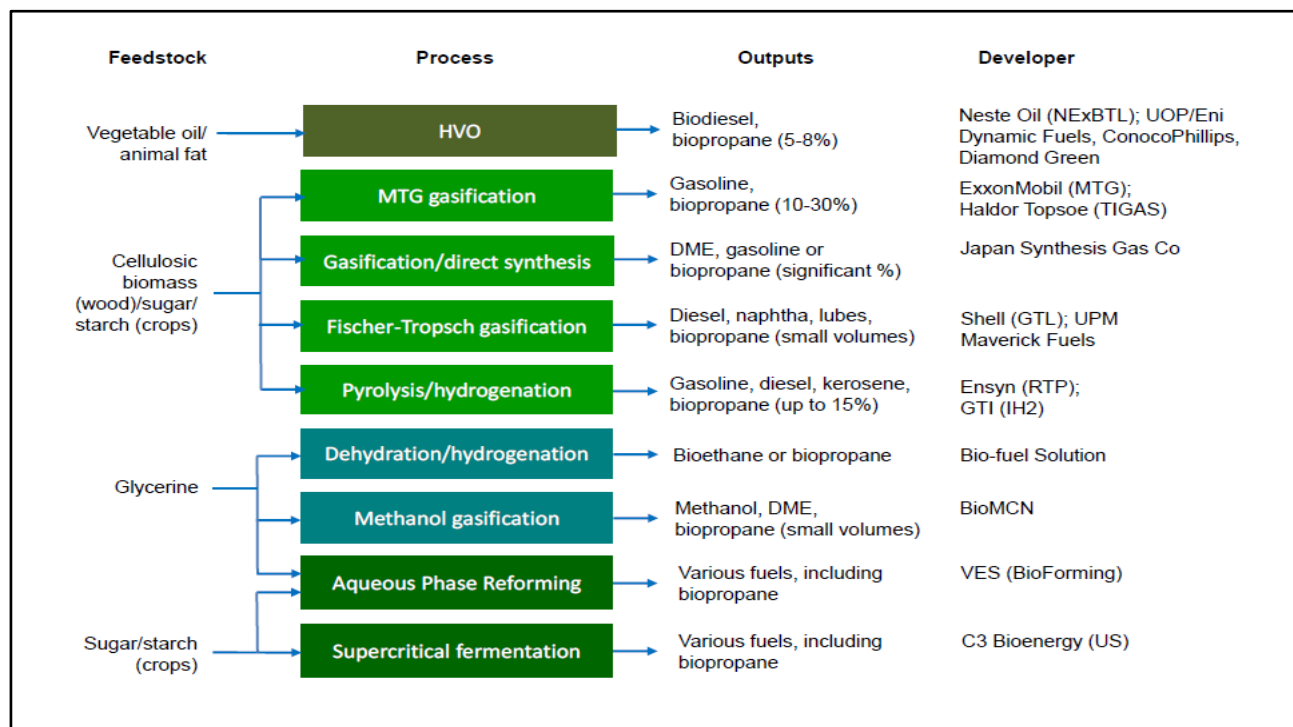 Feedstock Process Outputs Developer
Vegetable oil/
animal fat
HVO
Biodiesel,
biopropane (5-8%)
Neste Oil (NExBTL); UOP/Eni
Dynamic Fuels, ConocoPhillips,
Diamond Green
Cellulosic
biomass
(wood)/sugar/
starch (crops)
MTG gasification
Gasoline,
biopropane (10-30%)
ExxonMobil (MTG);
Haldor Topsoe (TIGAS)
Gasification/direct synthesis
DME, gasoline or
biopropane (significant %)
Japan Synthesis Gas Co
Fischer-Tropsch gasification
Diesel, naphtha, lubes,
biopropane (small volumes)
Shell (GTL); UPM
Maverick Fuels
Pyrolysis/hydrogenation
Gasoline, diesel, kerosene,
biopropane (up to 15%)
Ensyn (RTP);
GTI (IH2)
Glycerine
Dehydration/hydrogenation
Bioethane or biopropane
Bio-fuel Solution
Methanol gasification
Methanol, DME,
biopropane (small volumes)
BioMCN
Aqueous Phase Reforming
Various fuels, including
biopropane
VES (BioForming)
Sugar/starch
(crops)
Supercritical fermentation
Various fuels, including
biopropane
C3 Bioenergy (US)